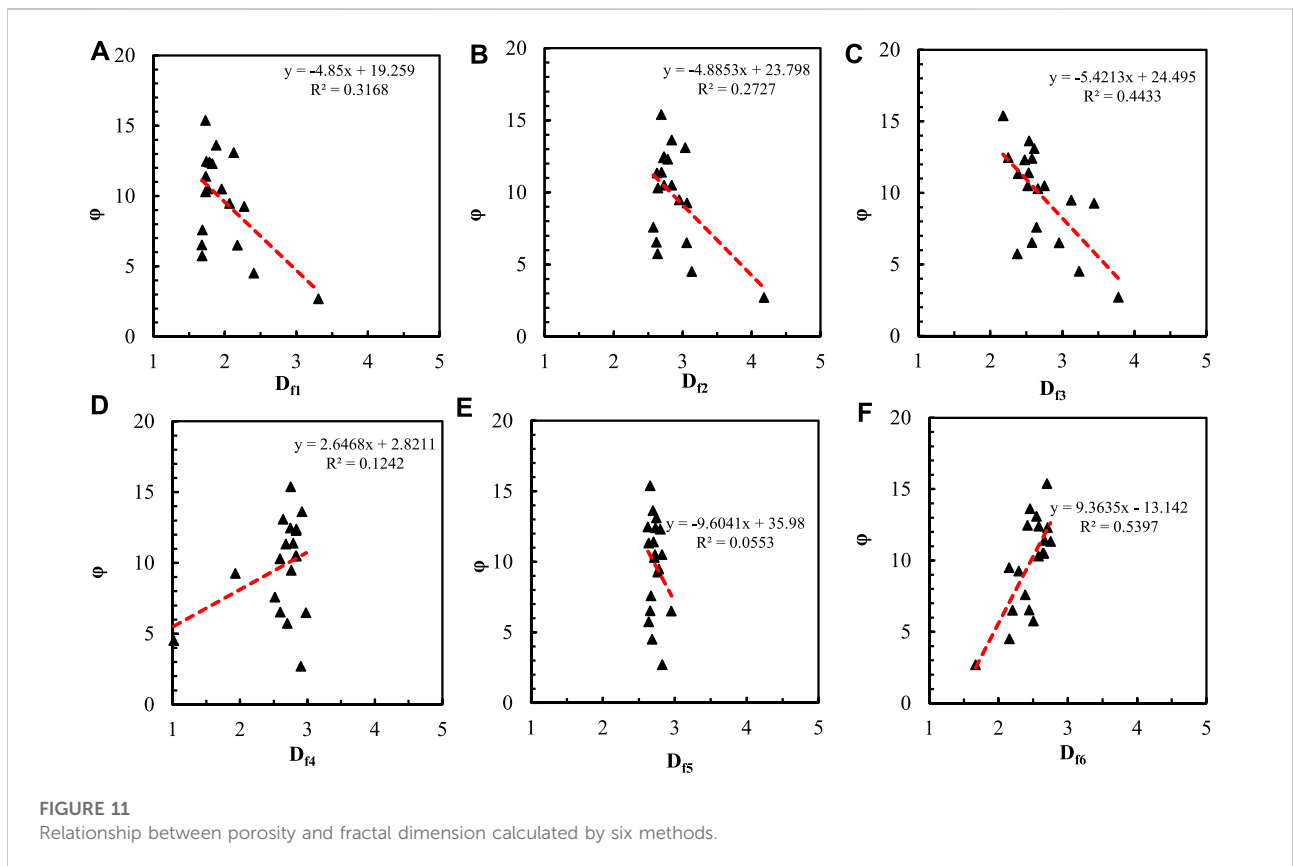 A
20
15
10
5
0
φ
y = -4.85x + 19.259
R² = 0.3168
1 2 3 4 5
Df1
B
20
15
10
5
0
φ
y = -4.8853x + 23.798
R² = 0.2727
1 2 3 4 5
Df2
C
20
15
10
5
0
φ
y = -5.4213x + 24.495
R² = 0.4433
1 2 3 4 5
Df3
D
20
15
10
5
0
φ
y = 2.6468x + 2.8211
R² = 0.1242
1 2 3 4 5
Df4
E
20
15
10
5
0
φ
y = -9.6041x + 35.98
R² = 0.0553
1 2 3 4 5
Df5
F
20
15
10
5
0
φ
y = 9.3635x - 13.142
R² = 0.5397
1 2 3 4 5
Df6
FIGURE 11
Relationship between porosity and fractal dimension calculated by six methods.